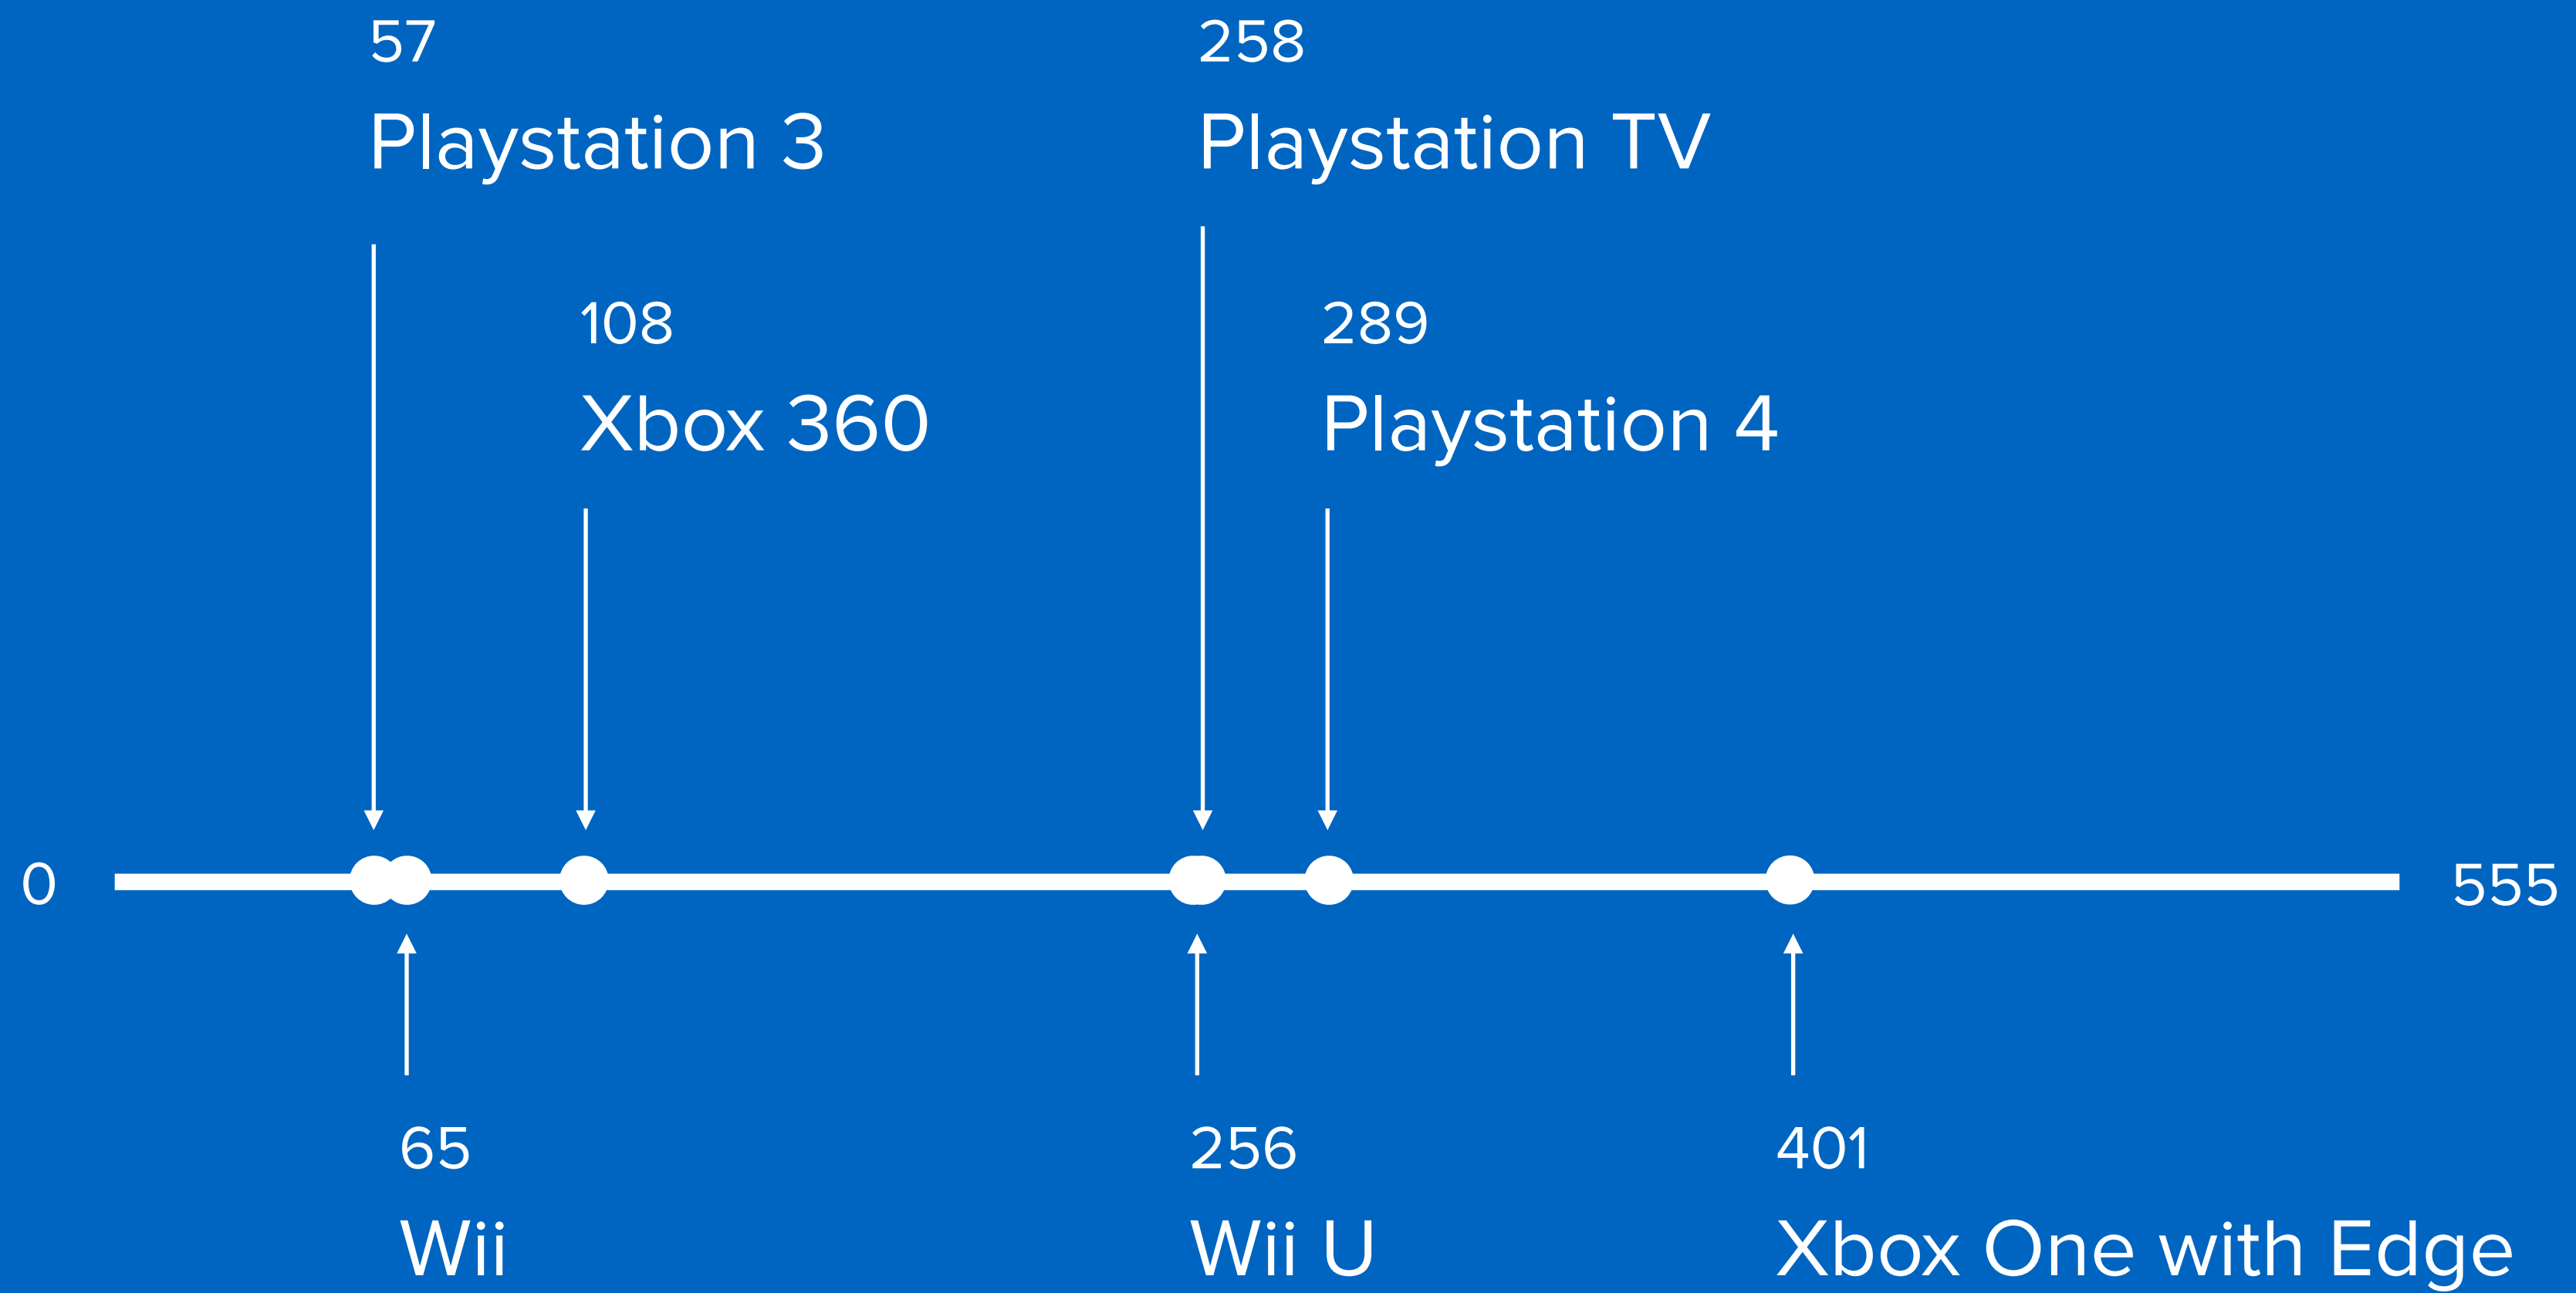 57
Playstation 3
258
Playstation TV
108
Xbox 360
289
Playstation 4
0
555
65
Wii
256
Wii U
401
Xbox One with Edge